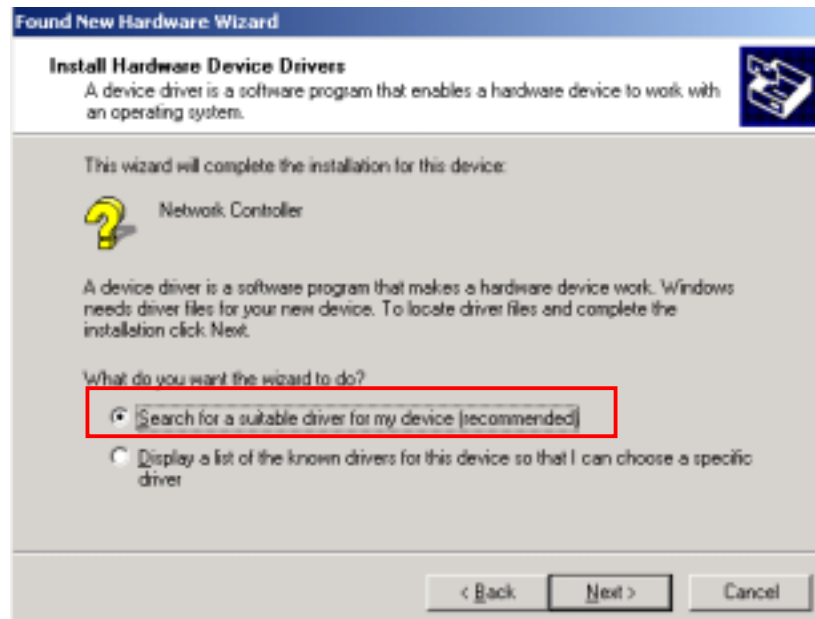 Found New Hardware Wizard
Install Hardware Device Drivers
A device driver is a software program that enables a hardware device to work with
an operating system.
This wizard will complete the installation for this device:
Network Controller
A device driver is a software program that makes a hardware device work. Windows
needs driver files for your new device. To locate driver files and complete the
installation click Next.
What do you want the wizard to do?
Search for a suitable driver for my device (recommended)
Display a list of the known drivers for this device so that I can choose a specific
driver
< Back
Next >
Cancel